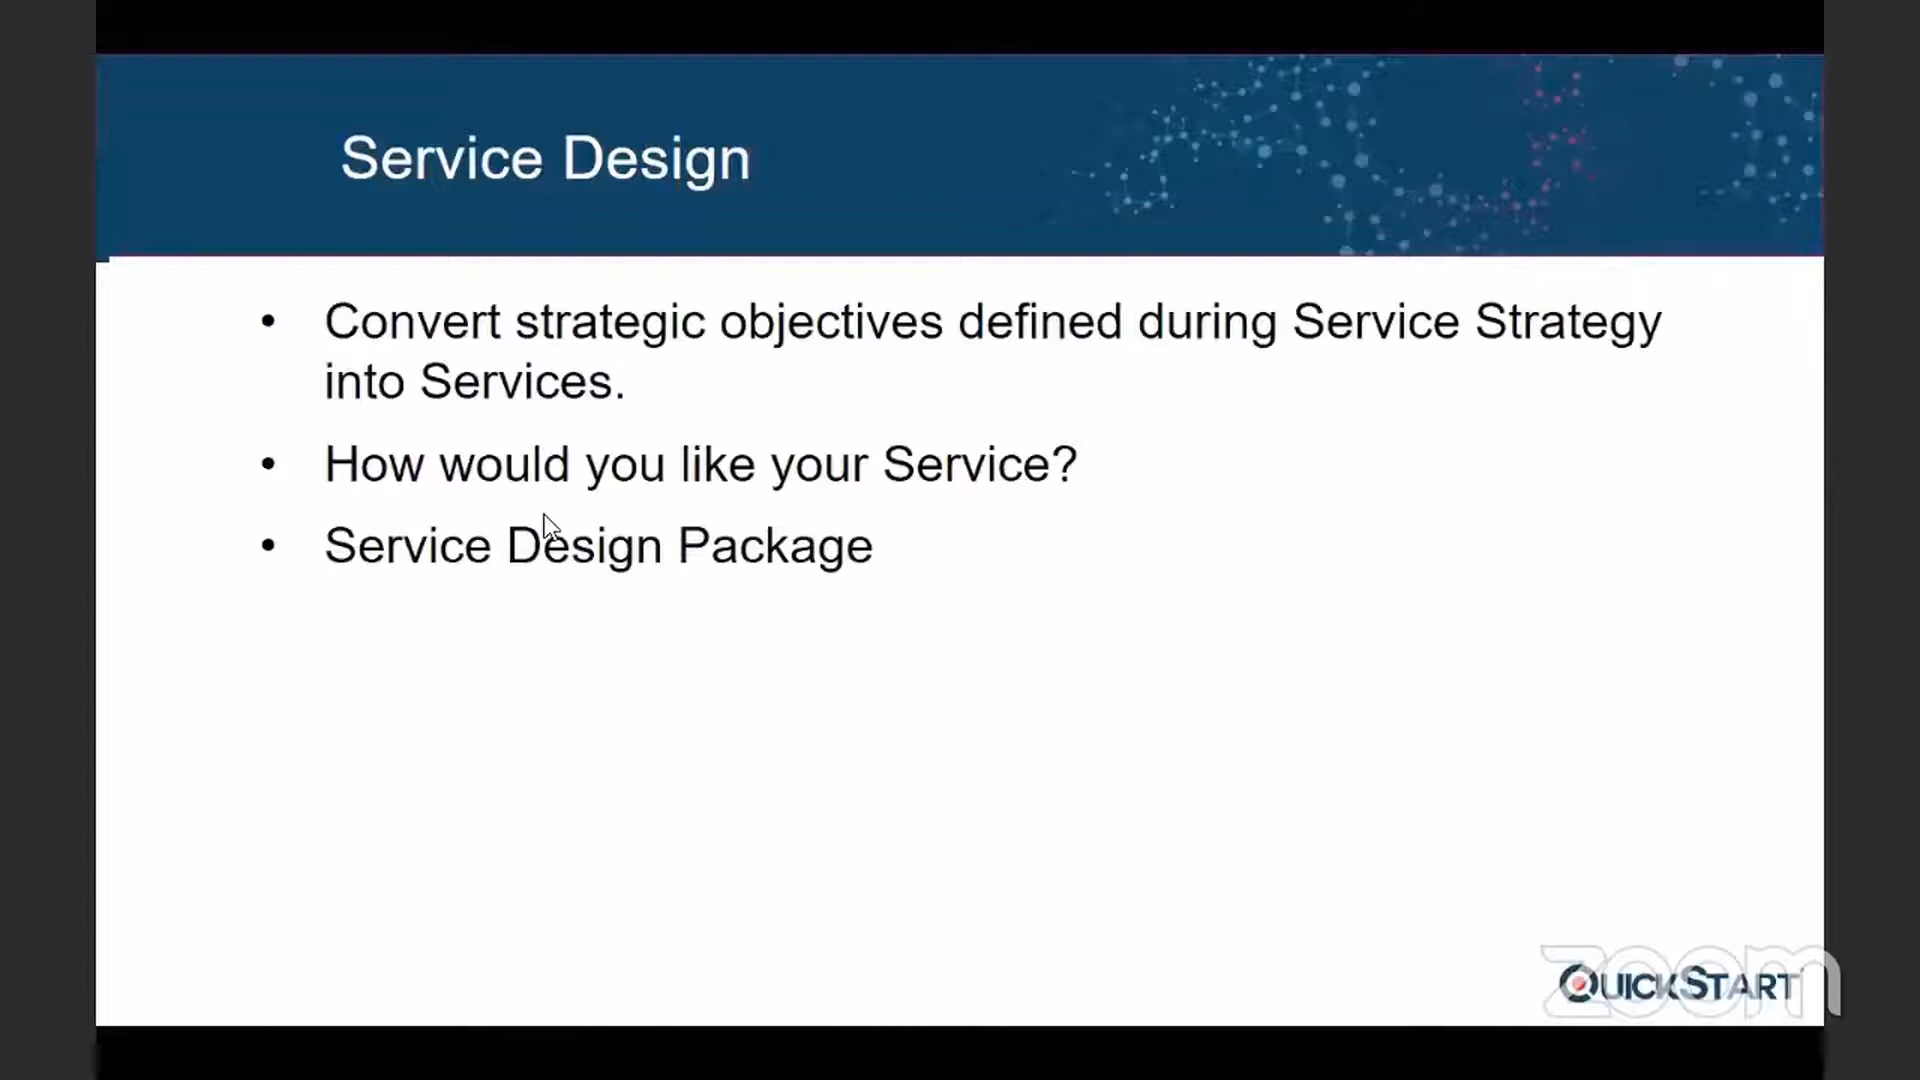 Service Design
• Convert strategic objectives defined during Service Strategy
into Services.
• How would you like your Service?
• Service Design Package
QUICKSTART
zoom